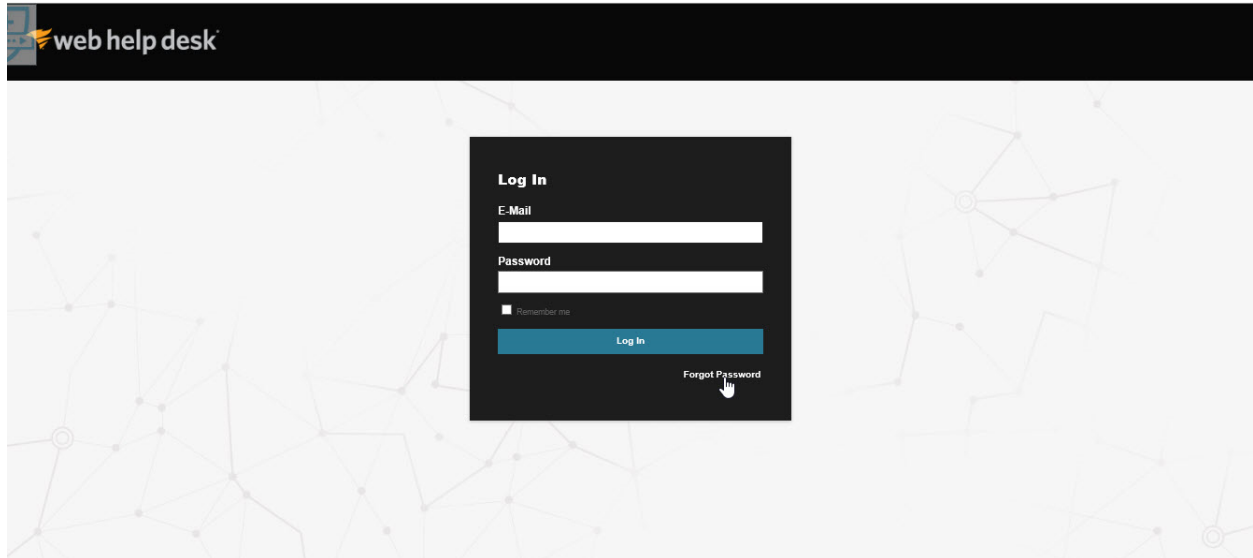 web help desk
Log In
E-Mail
Password
Remember me
Log In
Forgot Password